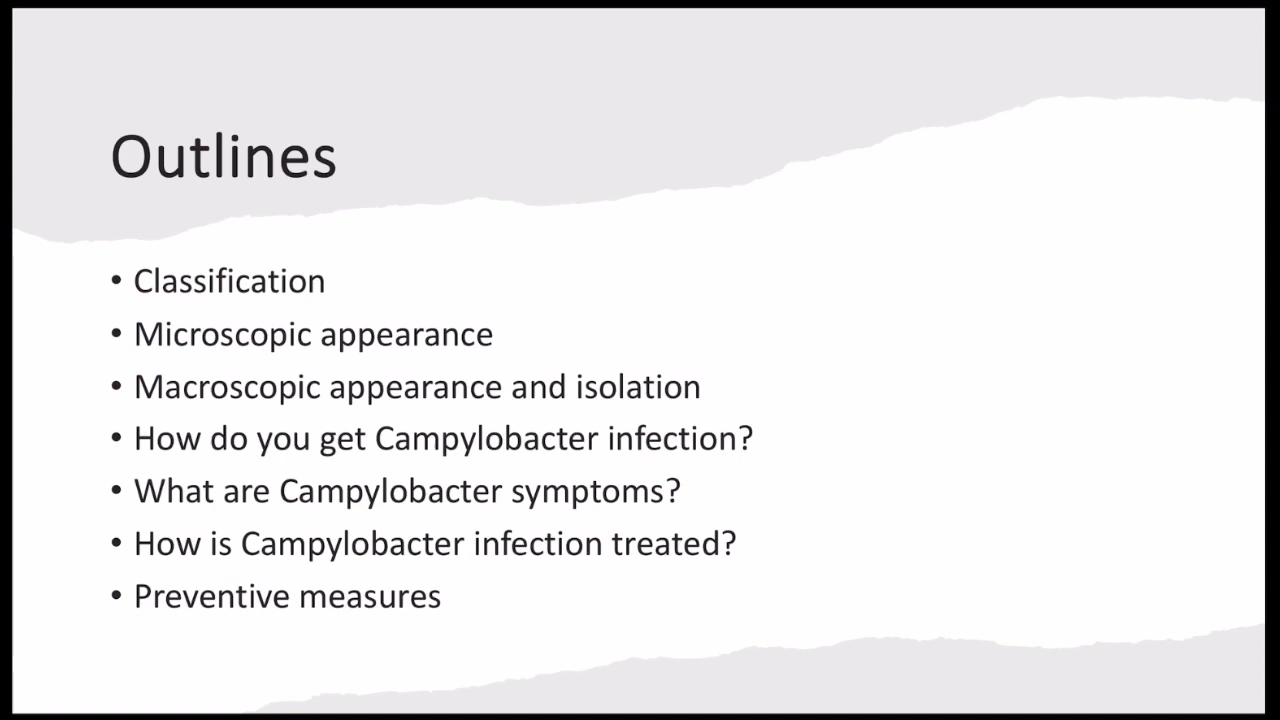 Outlines
• Classification
• Microscopic appearance
• Macroscopic appearance and isolation
• How do you get Campylobacter infection?
• What are Campylobacter symptoms?
• How is Campylobacter infection treated?
• Preventive measures